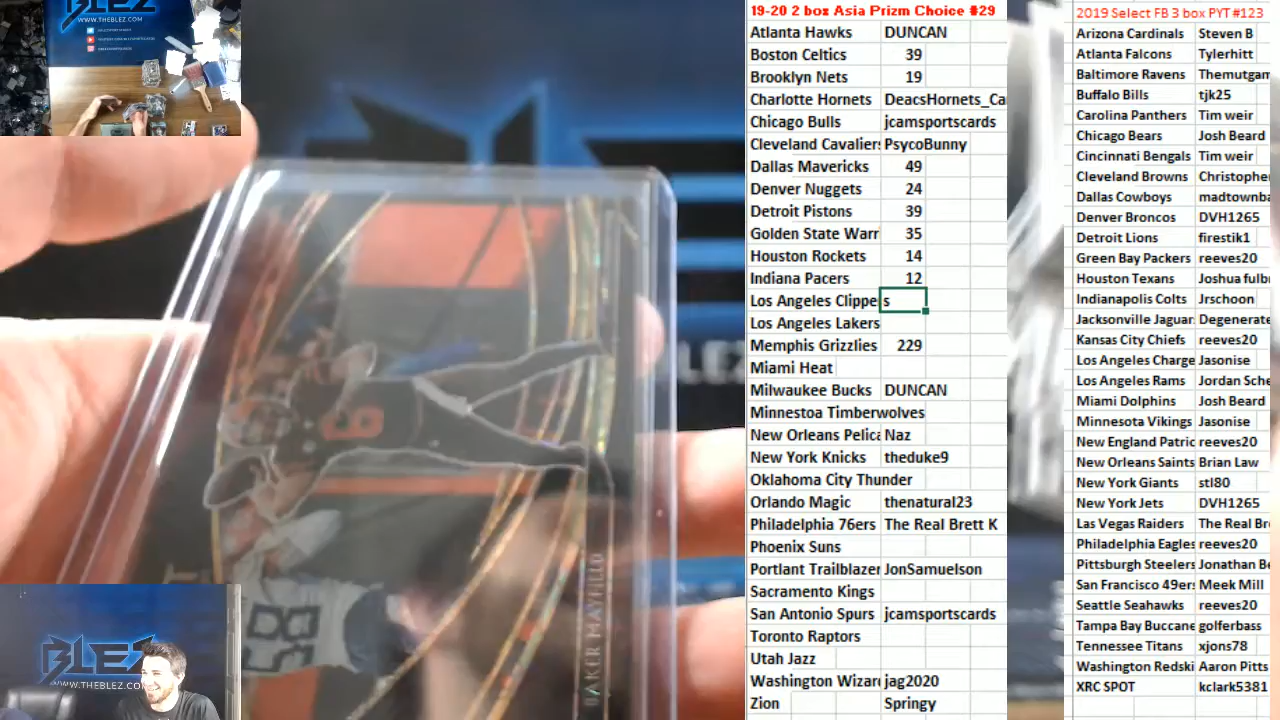 WWW.THEBLEZ.COM
19-20 2 box Asia Prizm Choice #29
Atlanta Hawks DUNCAN
Boston Celtics 39
Brooklyn Nets 19
Charlotte Hornets DeacsHornets_Ca
Chicago Bulls jcamsportscards
Cleveland Cavaliers PsycoBunny
Dallas Mavericks 49
Denver Nuggets 24
Detroit Pistons 39
Golden State Warri 35
Houston Rockets 14
Indiana Pacers 12
Los Angeles Clippers
Los Angeles Lakers
Memphis Grizzlies 229
Miami Heat
Milwaukee Bucks DUNCAN
Minnestoa Timberwolves
New Orleans Pelica Naz
New York Knicks theduke9
Oklahoma City Thunder
Orlando Magic thenatural23
Philadelphia 76ers The Real Brett K
Phoenix Suns
Portlant Trailblazer JonSamuelson
Sacramento Kings
San Antonio Spurs jcamsportscards
Toronto Raptors
Utah Jazz
Washington Wizard jag2020
Zion Springy
2019 Select FB 3 box PYT #123
Arizona Cardinals Steven B
Atlanta Falcons Tylerhitt
Baltimore Ravens Themutgam
Buffalo Bills tjk25
Carolina Panthers Tim weir
Chicago Bears Josh Beard
Cincinnati Bengals Tim weir
Cleveland Browns Christophe
Dallas Cowboys madtownba
Denver Broncos DVH1265
Detroit Lions firestik1
Green Bay Packers reeves20
Houston Texans Joshua fulb
Indianapolis Colts Jrschoon
Jacksonville Jaguar Degenerate
Kansas City Chiefs reeves20
Los Angeles Charge Jasonise
Los Angeles Rams Jordan Sche
Miami Dolphins Josh Beard
Minnesota Vikings Jasonise
New England Patric reeves20
New Orleans Saints Brian Law
New York Giants stl80
New York Jets DVH1265
Las Vegas Raiders The Real Br
Philadelphia Eagles reeves20
Pittsburgh Steelers Jonathan Be
San Francisco 49ers Meek Mill
Seattle Seahawks reeves20
Tampa Bay Buccane golferbass
Tennessee Titans xjons78
Washington Redski Aaron Pitts
XRC SPOT kclark5381
BAKER MAYFIELD
BLEZ
WWW.THEBLEZ.COM